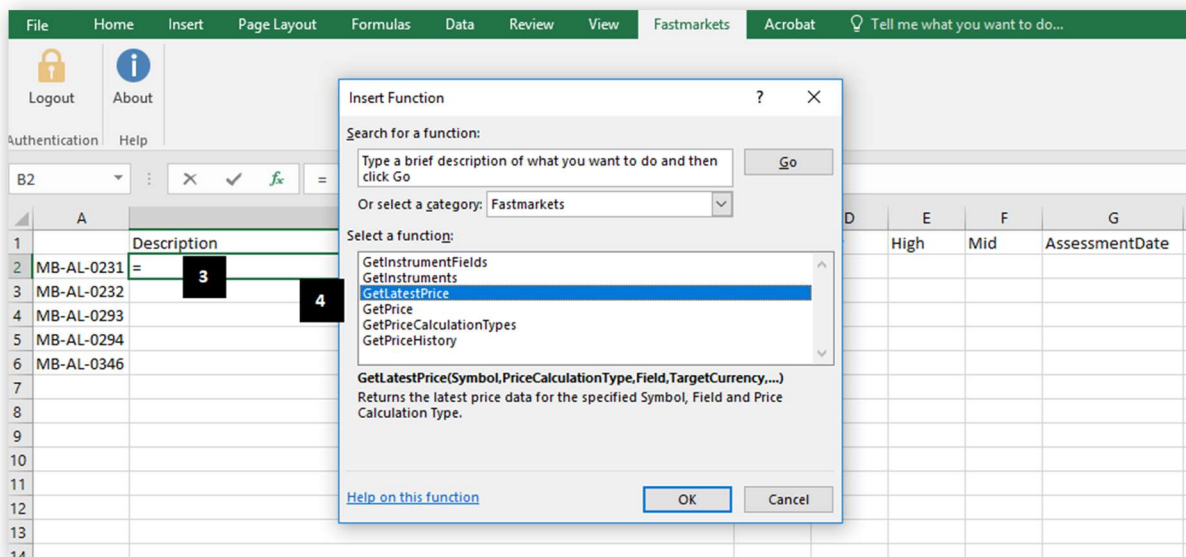 File Home Insert Page Layout Formulas Data Review View Fastmarkets Acrobat Tell me what you want to do...
Logout About
Authentication Help
B2 fx =
A D E F G
1 Description High Mid AssessmentDate
2 MB-AL-0231 =
3 MB-AL-0232
4 MB-AL-0293
5 MB-AL-0294
6 MB-AL-0346
7
8
9
10
11
12
13
14
3
4
Insert Function ?
Search for a function:
Type a brief description of what you want to do and then
click Go
Go
Or select a category: Fastmarkets
Select a function:
GetInstrumentFields
GetInstruments
GetLatestPrice
GetPrice
GetPriceCalculationTypes
GetPriceHistory
GetLatestPrice(Symbol,PriceCalculationType,Field,TargetCurrency,...)
Returns the latest price data for the specified Symbol, Field and Price
Calculation Type.
Help on this function
OK Cancel